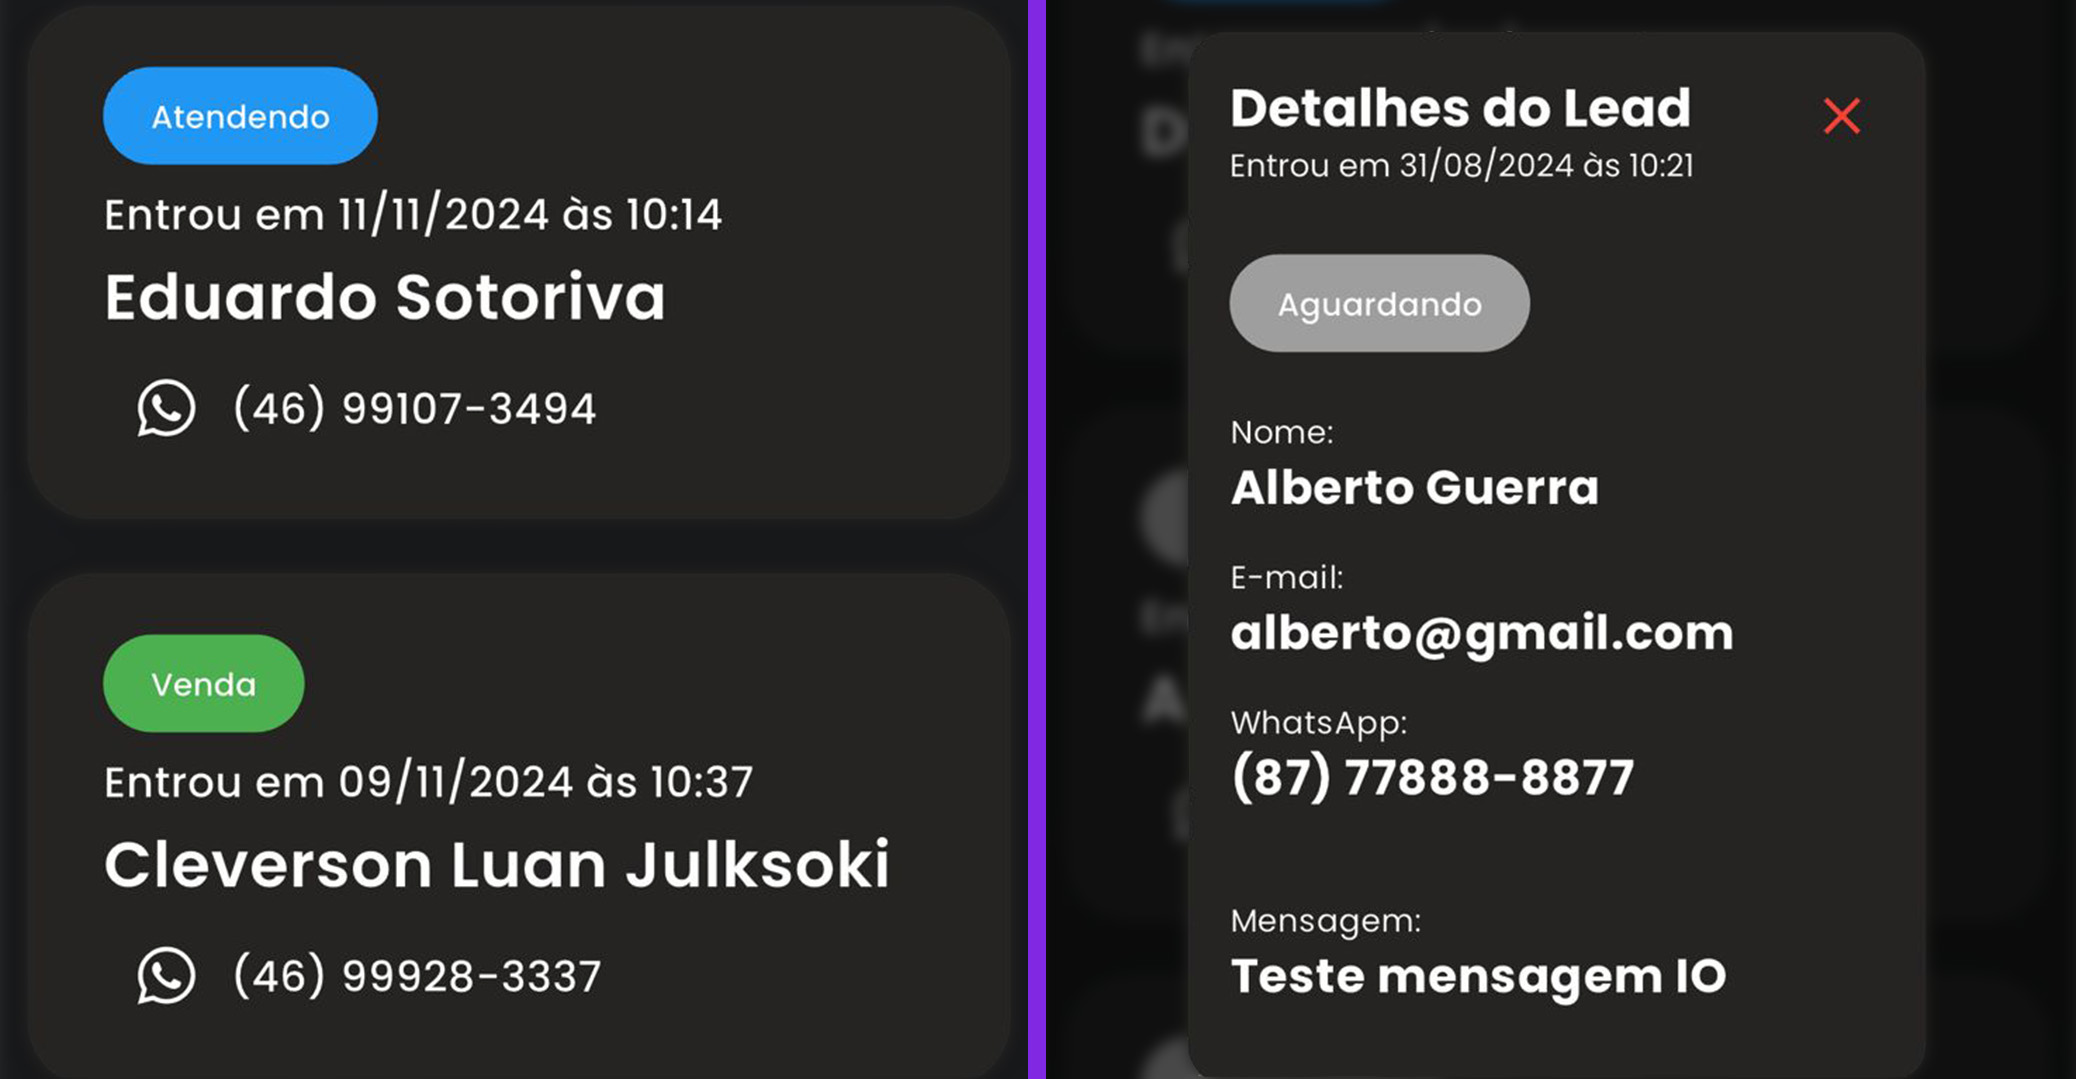 Atendendo
Entrou em 11/11/2024 às 10:14
Eduardo Sotoriva
(46) 99107-3494
Venda
Entrou em 09/11/2024 às 10:37
Cleverson Luan Julksoki
(46) 99928-3337
Detalhes do Lead
Entrou em 31/08/2024 às 10:21
Aguardando
Nome:
Alberto Guerra
E-mail:
alberto@gmail.com
WhatsApp:
(87) 77888-8877
Mensagem:
Teste mensagem IO